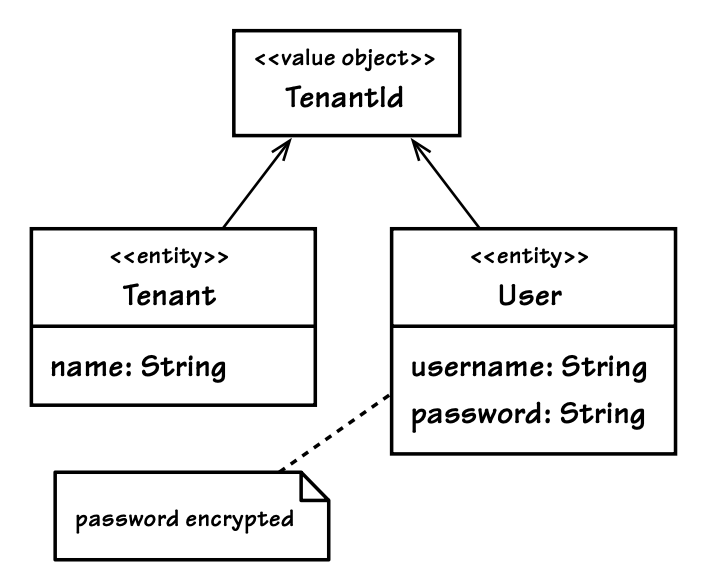 <<value object>>
TenantId
<<entity>>
Tenant
name: String
<<entity>>
User
username: String
password: String
password encrypted